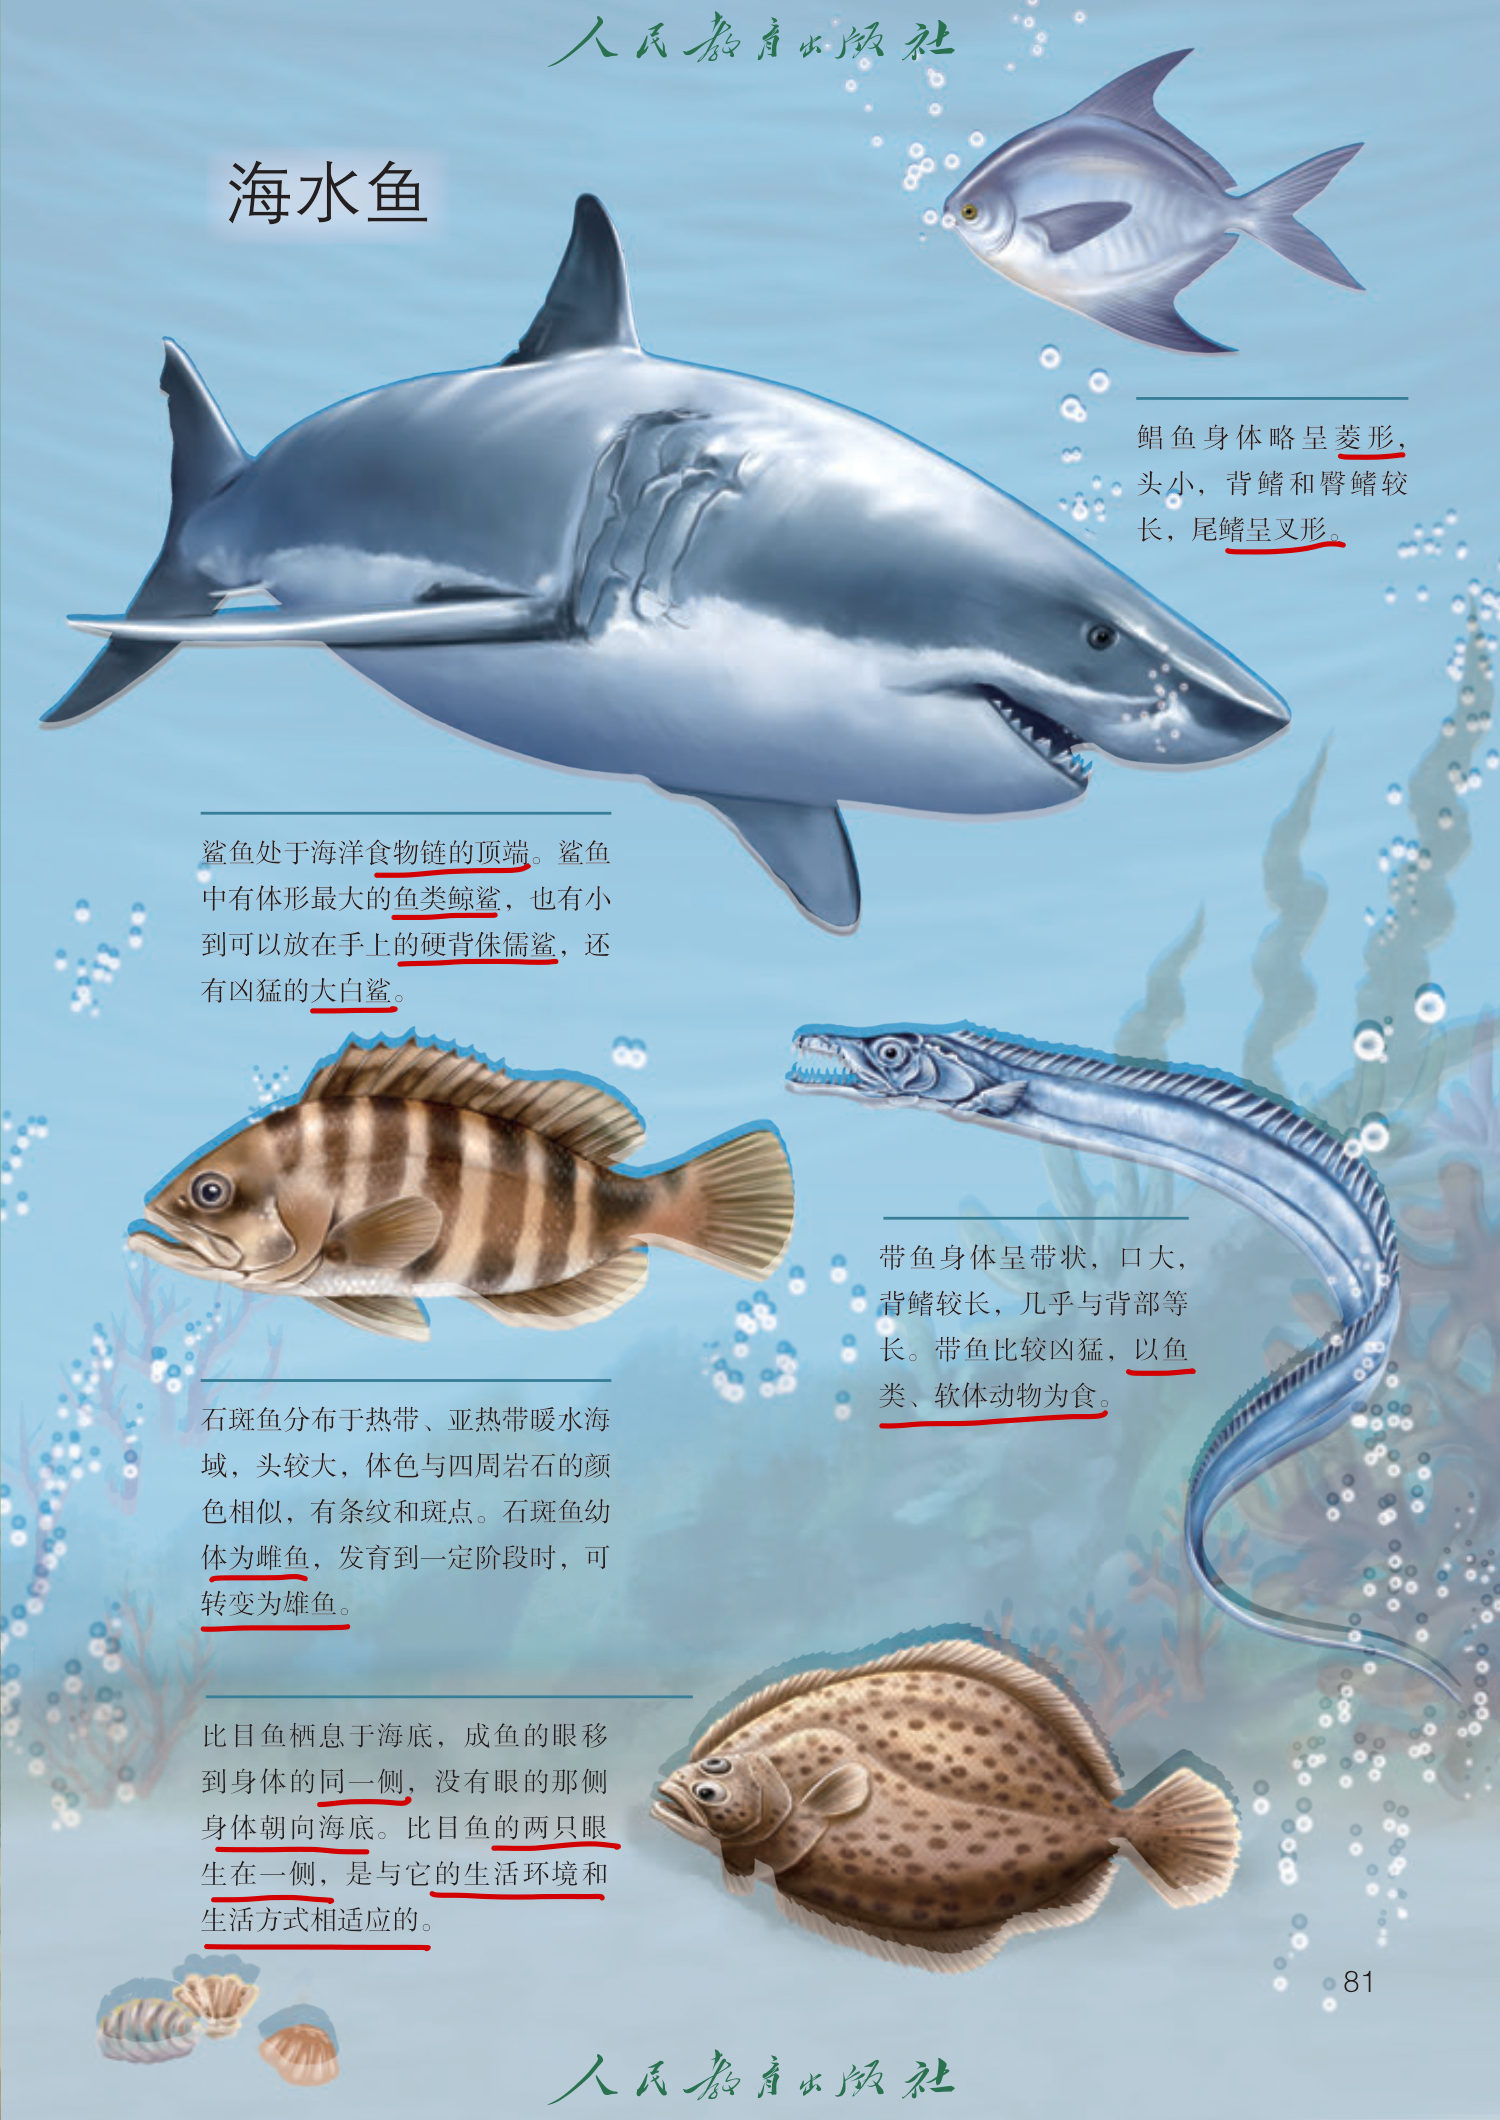 人民教育出版社
海水鱼
鲳鱼身体略呈菱形，
头小，背鳍和臀鳍较
长，尾鳍呈叉形。
鲨鱼处于海洋食物链的顶端。鲨鱼
中有体形最大的鱼类鲸鲨，也有小
到可以放在手上的硬背侏儒鲨，还
有凶猛的大白鲨。
带鱼身体呈带状，口大，
背鳍较长，几乎与背部等
长。带鱼比较凶猛，以鱼
类、软体动物为食。
石斑鱼分布于热带、亚热带暖水海
域，头较大，体色与四周岩石的颜
色相似，有条纹和斑点。石斑鱼幼
体为雌鱼，发育到一定阶段时，可
转变为雄鱼。
比目鱼栖息于海底，成鱼的眼移
到身体的同一侧，没有眼的那侧
身体朝向海底。比目鱼的两只眼
生在一侧，是与它的生活环境和
生活方式相适应的。
81
人民教育出版社